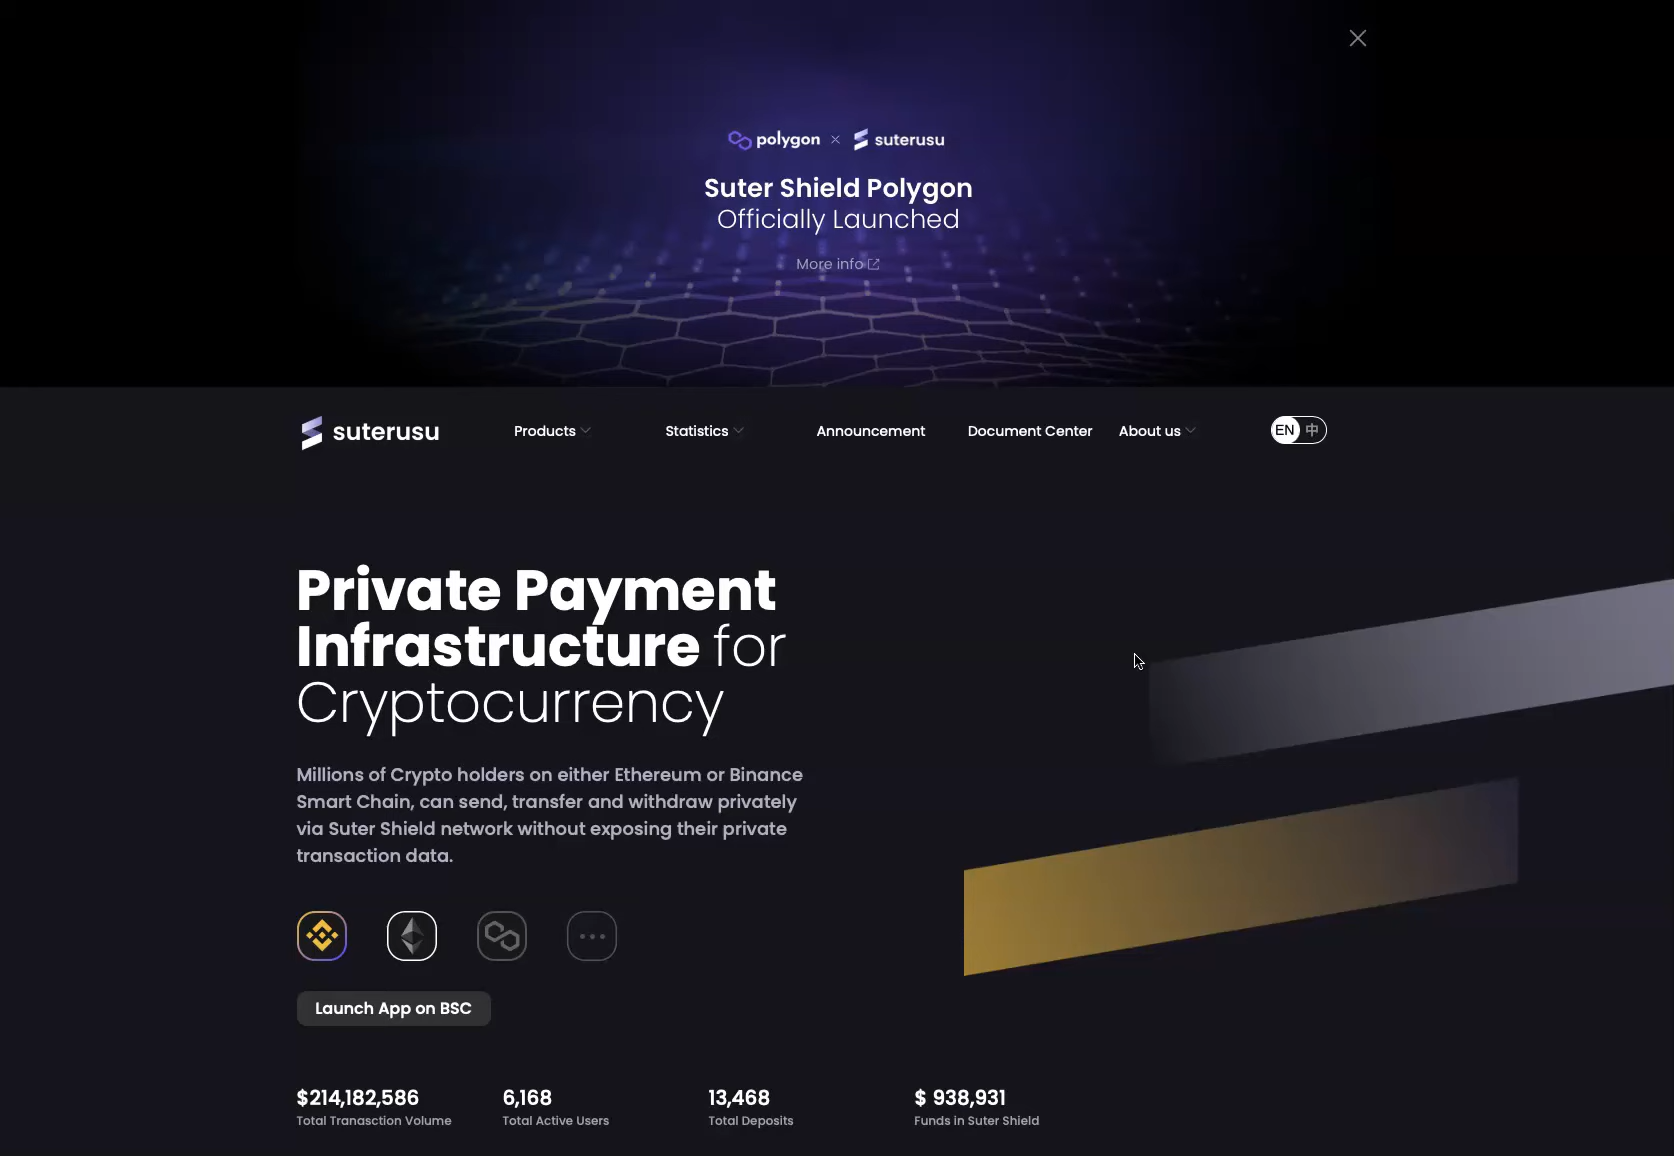 polygon × suterusu
Suter Shield Polygon
Officially Launched
More info
suterusu
Products
Statistics
Announcement
Document Center
About us
EN 中
Private Payment
Infrastructure for
Cryptocurrency
Millions of Crypto holders on either Ethereum or Binance
Smart Chain, can send, transfer and withdraw privately
via Suter Shield network without exposing their private
transaction data.
Launch App on BSC
$214,182,586
Total Tranasction Volume
6,168
Total Active Users
13,468
Total Deposits
$ 938,931
Funds in Suter Shield